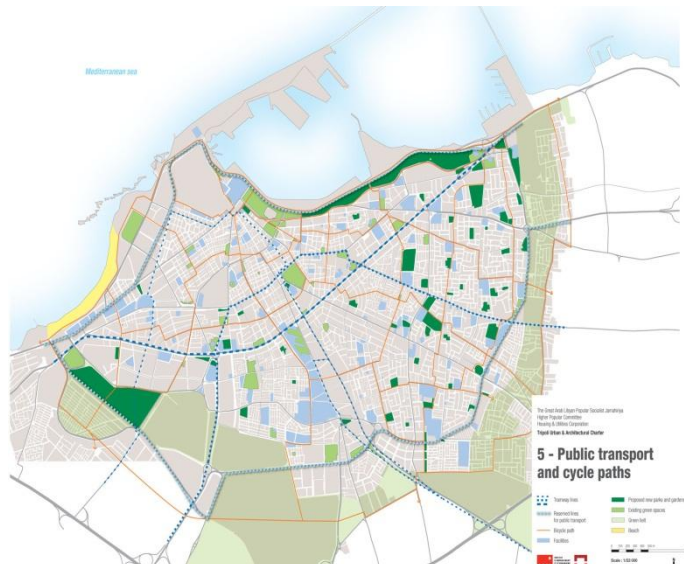 Mediterranean sea
The Great Arab Libyan Popular Socialist Jamahiriya
Higher Popular Committee
Housing & Utilities Corporation
Tripoli Urban & Architectural Charter
5 - Public transport
and cycle paths
Tramway lines
Reserved lines
for public transport
Bicycle path
Facilities
Proposed new parks and gardens
Existing green spaces
Green belt
Beach